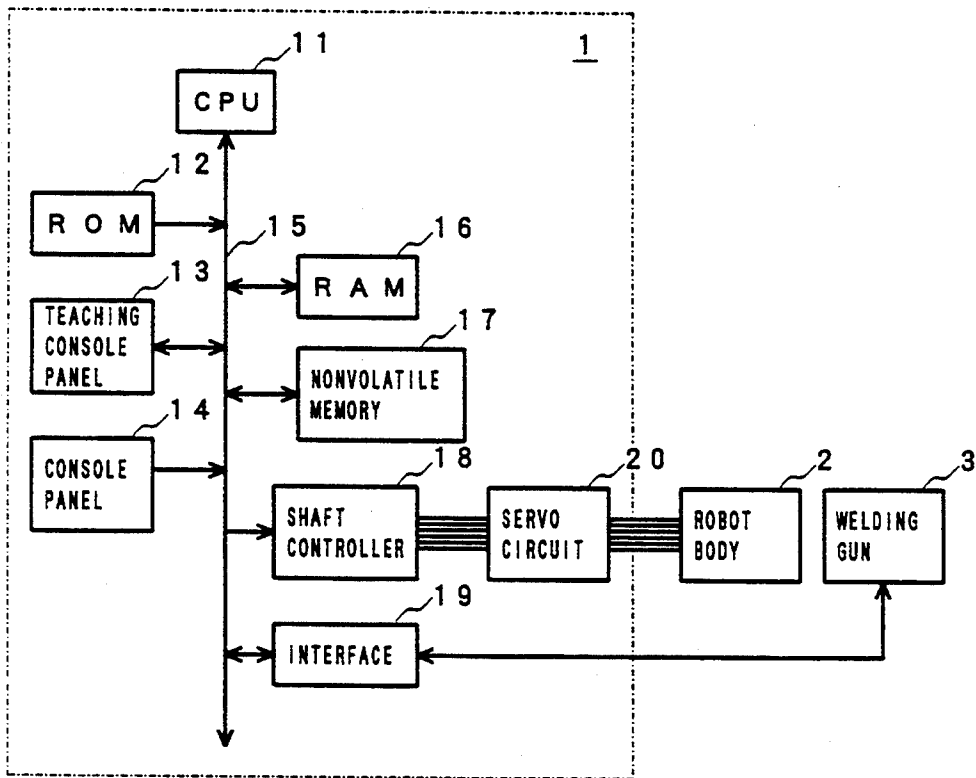 11
1
CPU
12
ROM
15
16
RAM
13
TEACHING
CONSOLE
PANEL
17
NONVOLATILE
MEMORY
14
CONSOLE
PANEL
18
SHAFT
CONTROLLER
20
SERVO
CIRCUIT
2
ROBOT
BODY
3
WELDING
GUN
19
INTERFACE